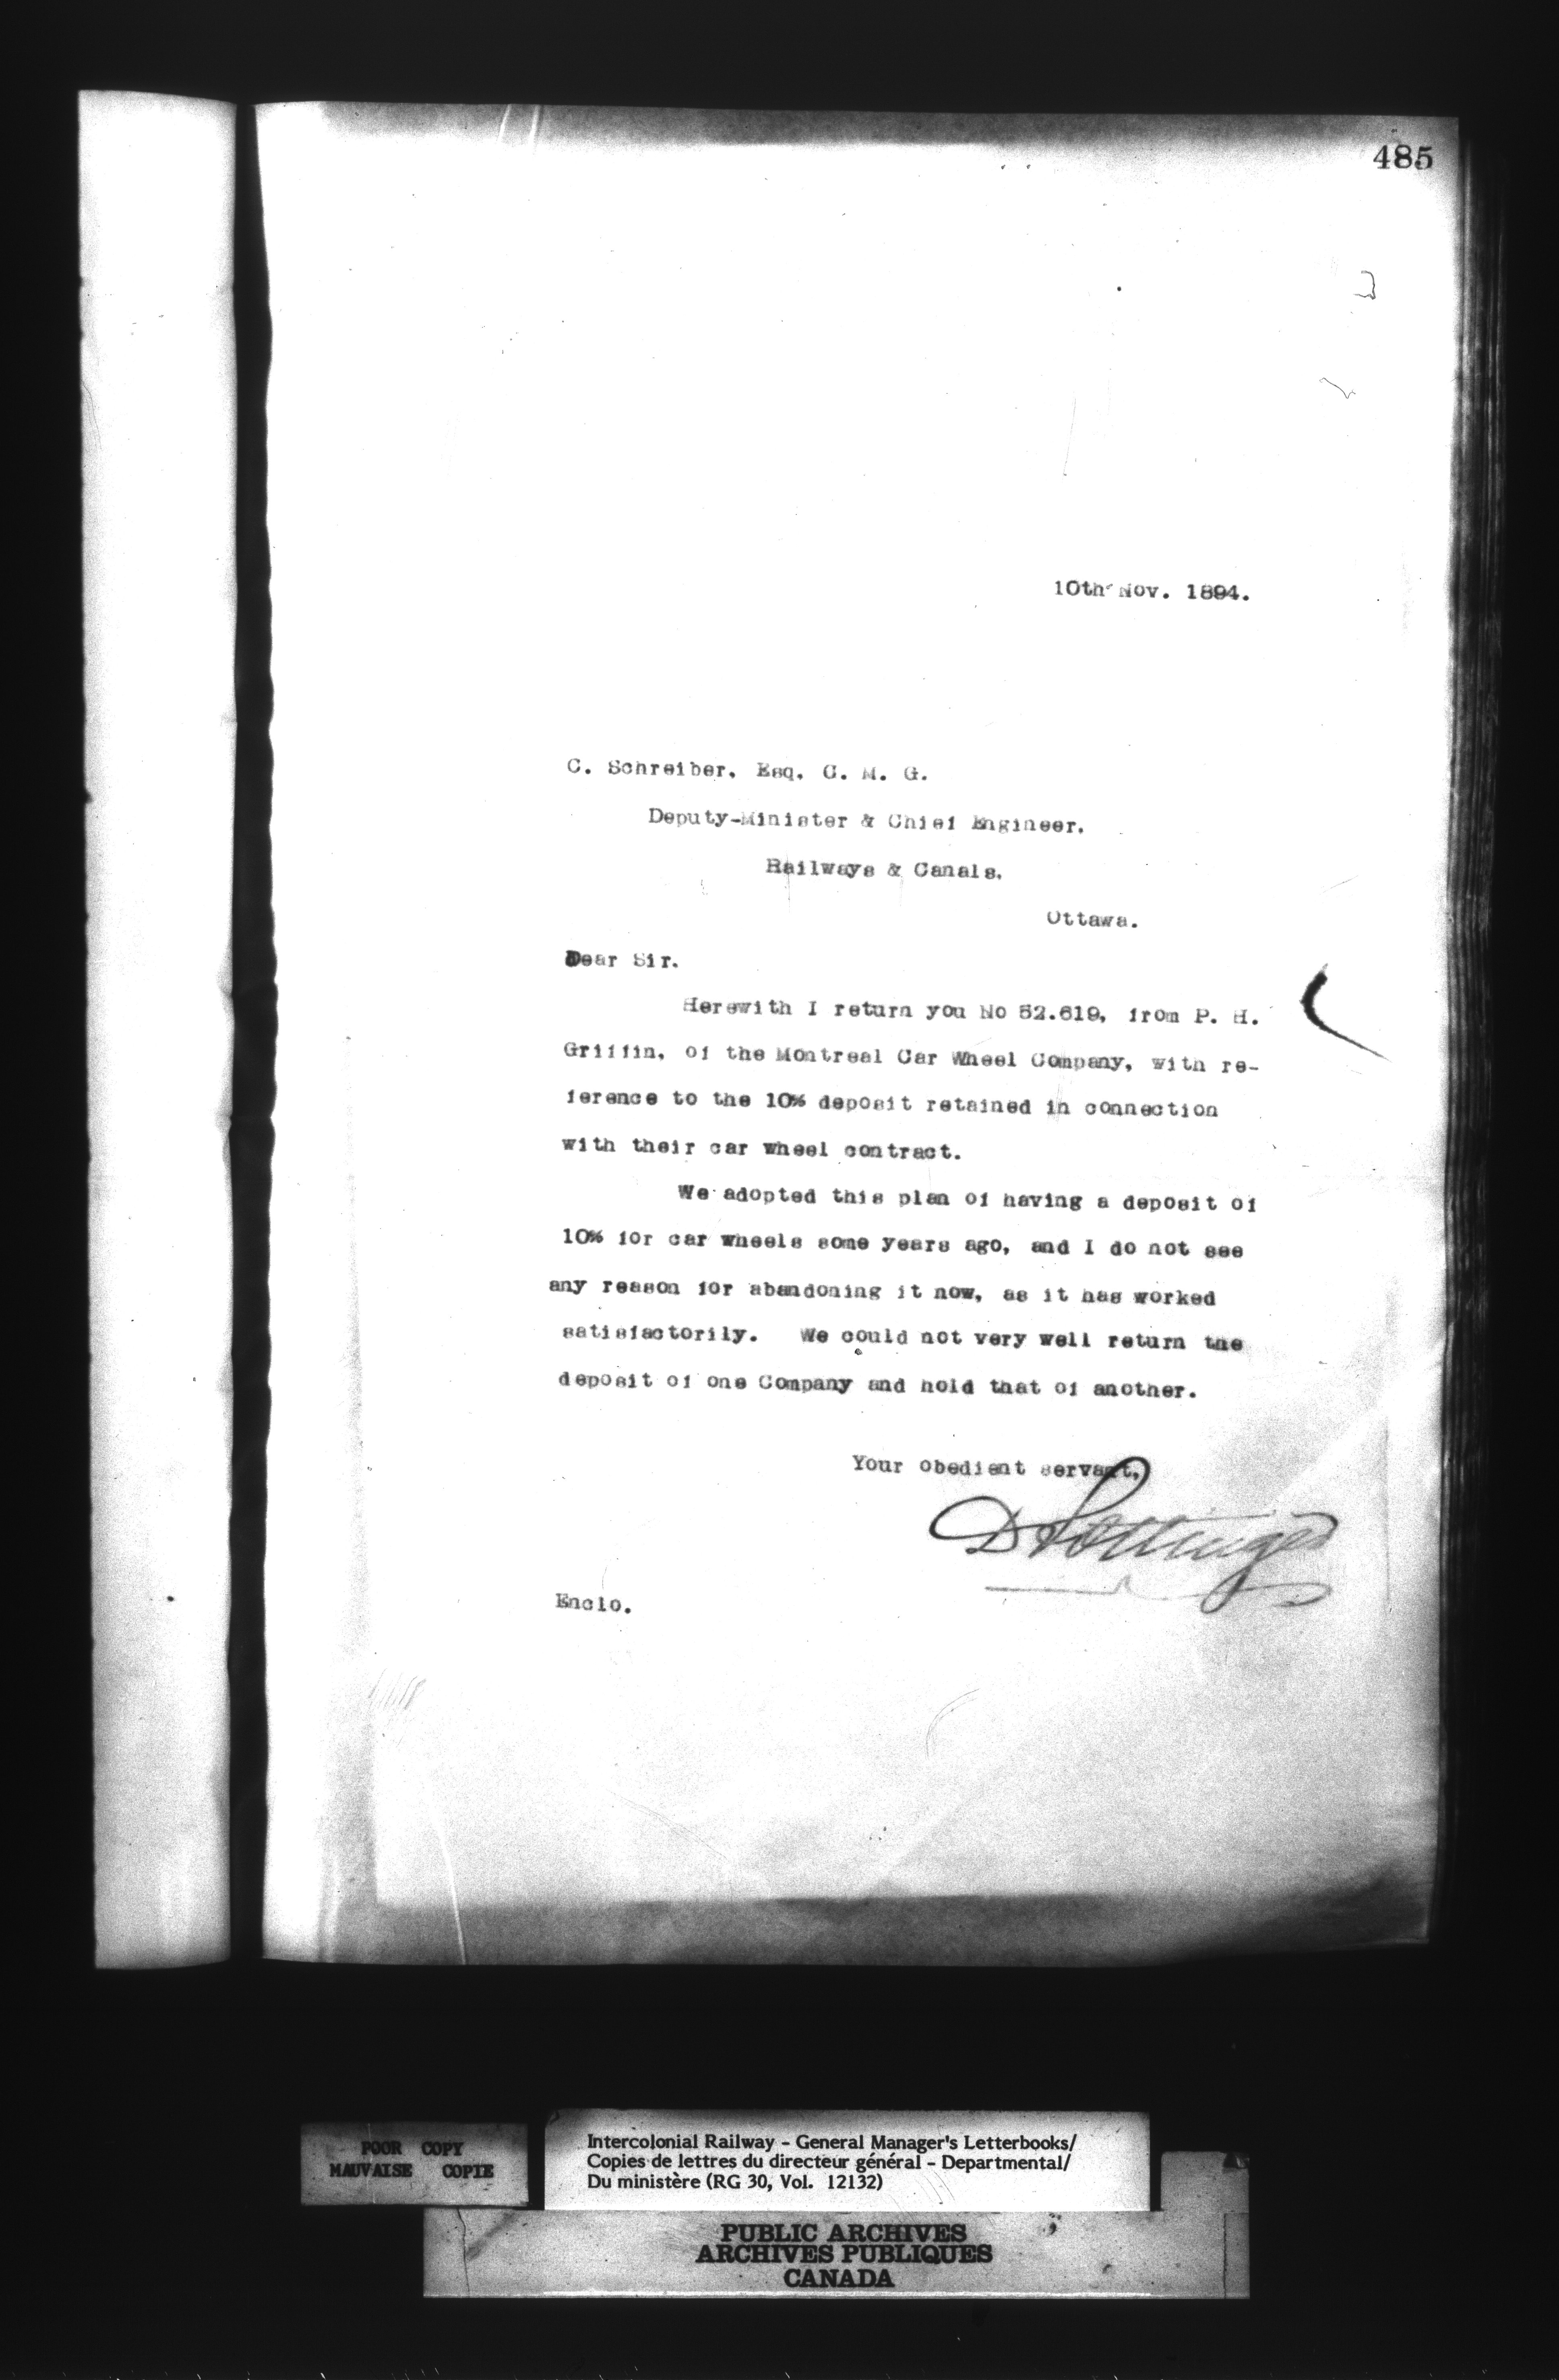 485
10th Nov. 1894.
C. Schreiber. Esq. C. M. G.
Deputy-Minister & Chief Engineer.
Railways & Canals.
Ottawa.
Dear Sir.
Herewith I return you No 52.619, from P. H.
Griffin, of the Montreal Car Wheel Company, with re-
ference to the 10% deposit retained in connection
with their car wheel contract.
We adopted this plan of having a deposit of
10% for car wheels some years ago, and I do not see
any reason for abandoning it now, as it has worked
satisfactorily. We could not very well return the
deposit of one Company and hold that of another.
Your obedient servant,
D Pottinger
Enclo.
POOR COPY
MAUVAISE COPIE
Intercolonial Railway - General Manager's Letterbooks/
Copies de lettres du directeur général - Departmental/
Du ministère (RG 30, Vol. 12132)
PUBLIC ARCHIVES
ARCHIVES PUBLIQUES
CANADA